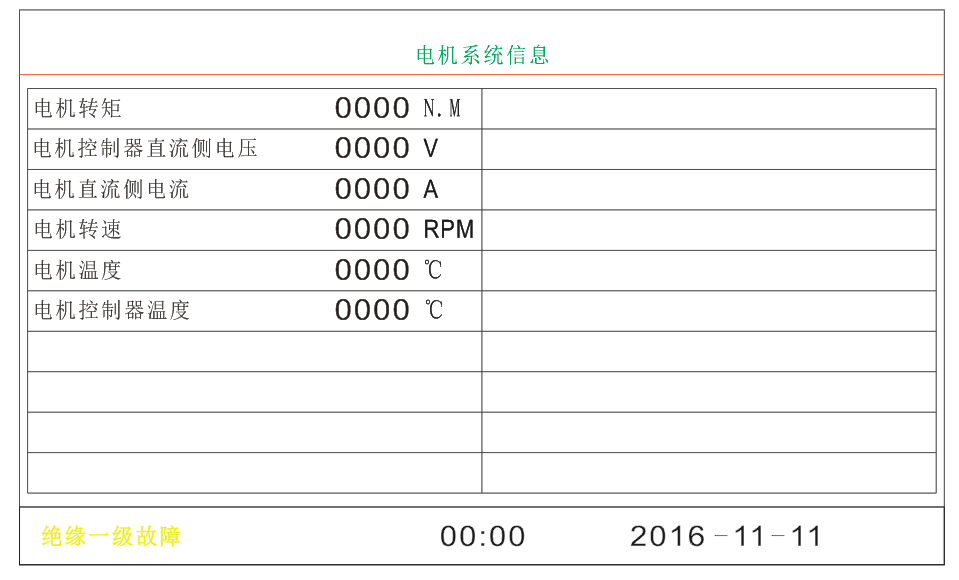 电机系统信息
电机转矩 0000 N.M
电机控制器直流侧电压 0000 V
电机直流侧电流 0000 A
电机转速 0000 RPM
电机温度 0000 ℃
电机控制器温度 0000 ℃
绝缘一级故障 00:00 2016-11-11